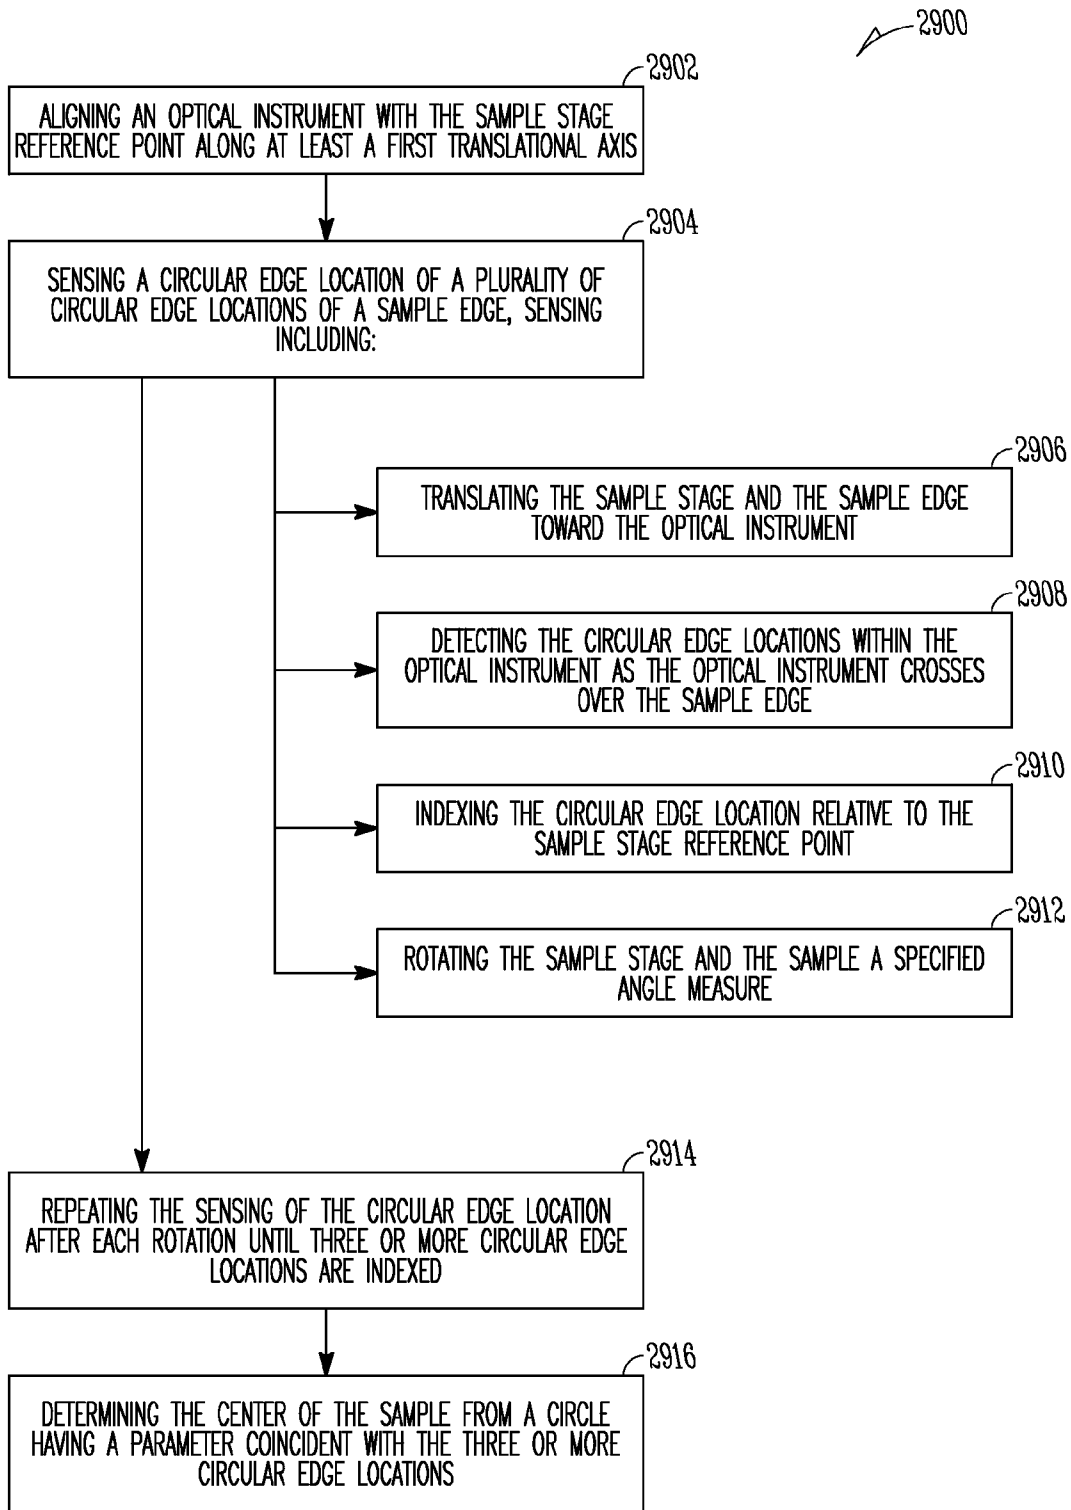 2900
2902
ALIGNING AN OPTICAL INSTRUMENT WITH THE SAMPLE STAGE
REFERENCE POINT ALONG AT LEAST A FIRST TRANSLATIONAL AXIS
2904
SENSING A CIRCULAR EDGE LOCATION OF A PLURALITY OF
CIRCULAR EDGE LOCATIONS OF A SAMPLE EDGE, SENSING
INCLUDING:
2906
TRANSLATING THE SAMPLE STAGE AND THE SAMPLE EDGE
TOWARD THE OPTICAL INSTRUMENT
2908
DETECTING THE CIRCULAR EDGE LOCATIONS WITHIN THE
OPTICAL INSTRUMENT AS THE OPTICAL INSTRUMENT CROSSES
OVER THE SAMPLE EDGE
2910
INDEXING THE CIRCULAR EDGE LOCATION RELATIVE TO THE
SAMPLE STAGE REFERENCE POINT
2912
ROTATING THE SAMPLE STAGE AND THE SAMPLE A SPECIFIED
ANGLE MEASURE
2914
REPEATING THE SENSING OF THE CIRCULAR EDGE LOCATION
AFTER EACH ROTATION UNTIL THREE OR MORE CIRCULAR EDGE
LOCATIONS ARE INDEXED
2916
DETERMINING THE CENTER OF THE SAMPLE FROM A CIRCLE
HAVING A PARAMETER COINCIDENT WITH THE THREE OR MORE
CIRCULAR EDGE LOCATIONS